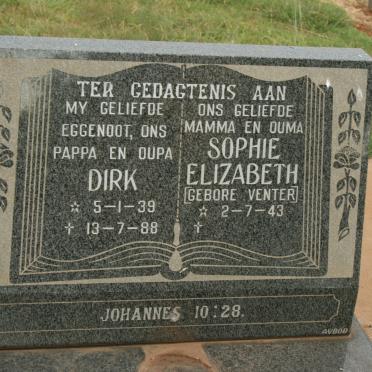 TER GEDAGTENIS AAN
MY GELIEFDE
EGGENOOT, ONS
PAPPA EN OUPA
DIRK
☆ 5-1-39
† 13-7-88
ONS GELIEFDE
MAMMA EN OUMA
SOPHIE
ELIZABETH
[GEBORE VENTER]
☆ 2-7-43
†
JOHANNES 10:28.
AVBOB